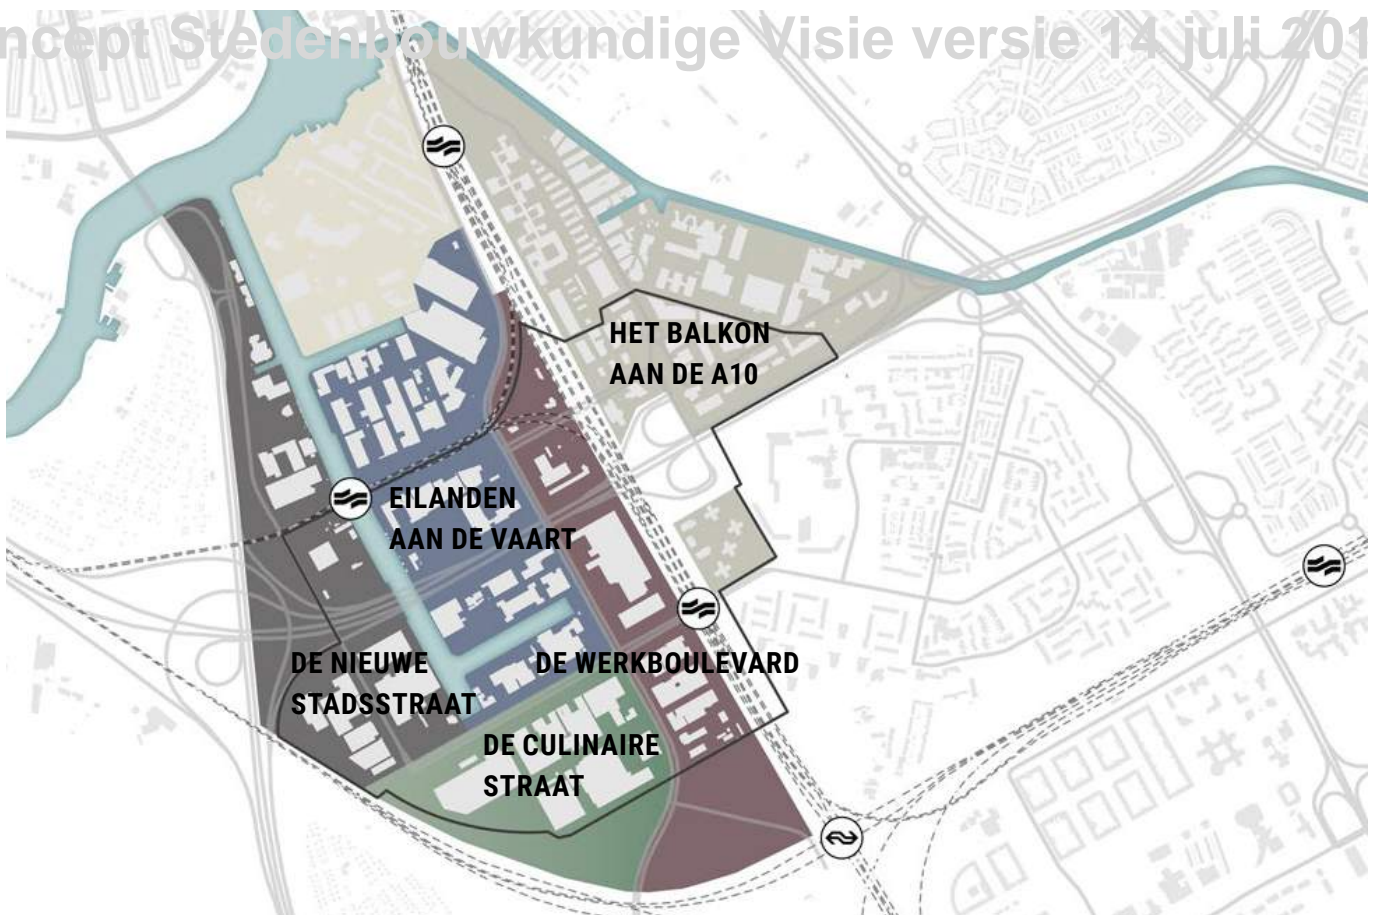 Stedenbouwkundige Visie versie 14 juli
HET BALKON
AAN DE A10
EILANDEN
AAN DE VAART
DE NIEUWE
STADSSTRAAT
DE WERKBOULEVARD
DE CULINAIRE
STRAAT